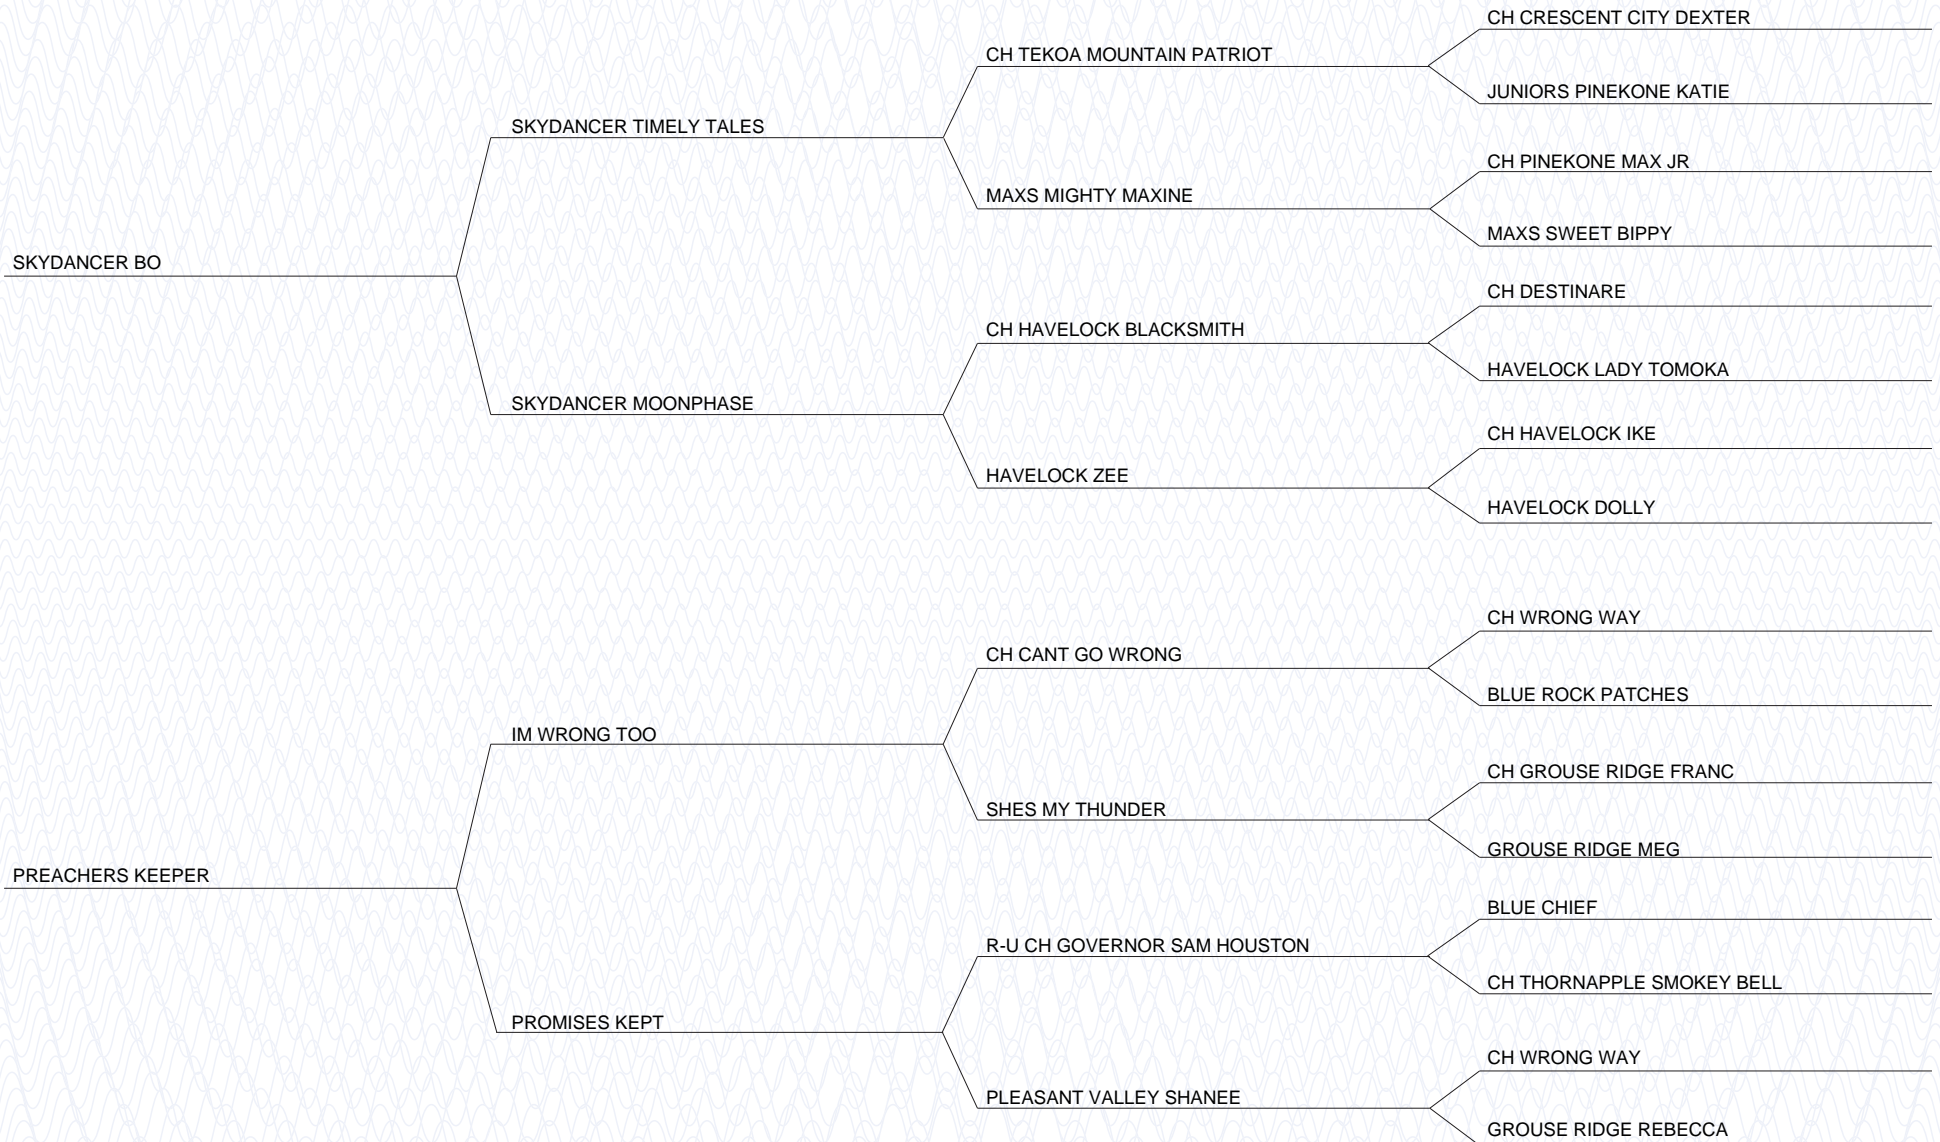 CH CRESCENT CITY DEXTER
CH TEKOA MOUNTAIN PATRIOT
JUNIORS PINEKONE KATIE
SKYDANCER TIMELY TALES
CH PINEKONE MAX JR
MAXS MIGHTY MAXINE
MAXS SWEET BIPPY
SKYDANCER BO
CH DESTINARE
CH HAVELOCK BLACKSMITH
HAVELOCK LADY TOMOKA
SKYDANCER MOONPHASE
CH HAVELOCK IKE
HAVELOCK ZEE
HAVELOCK DOLLY
CH WRONG WAY
CH CANT GO WRONG
BLUE ROCK PATCHES
IM WRONG TOO
CH GROUSE RIDGE FRANC
SHES MY THUNDER
GROUSE RIDGE MEG
PREACHERS KEEPER
BLUE CHIEF
R-U CH GOVERNOR SAM HOUSTON
CH THORNAPPLE SMOKEY BELL
PROMISES KEPT
CH WRONG WAY
PLEASANT VALLEY SHANEE
GROUSE RIDGE REBECCA